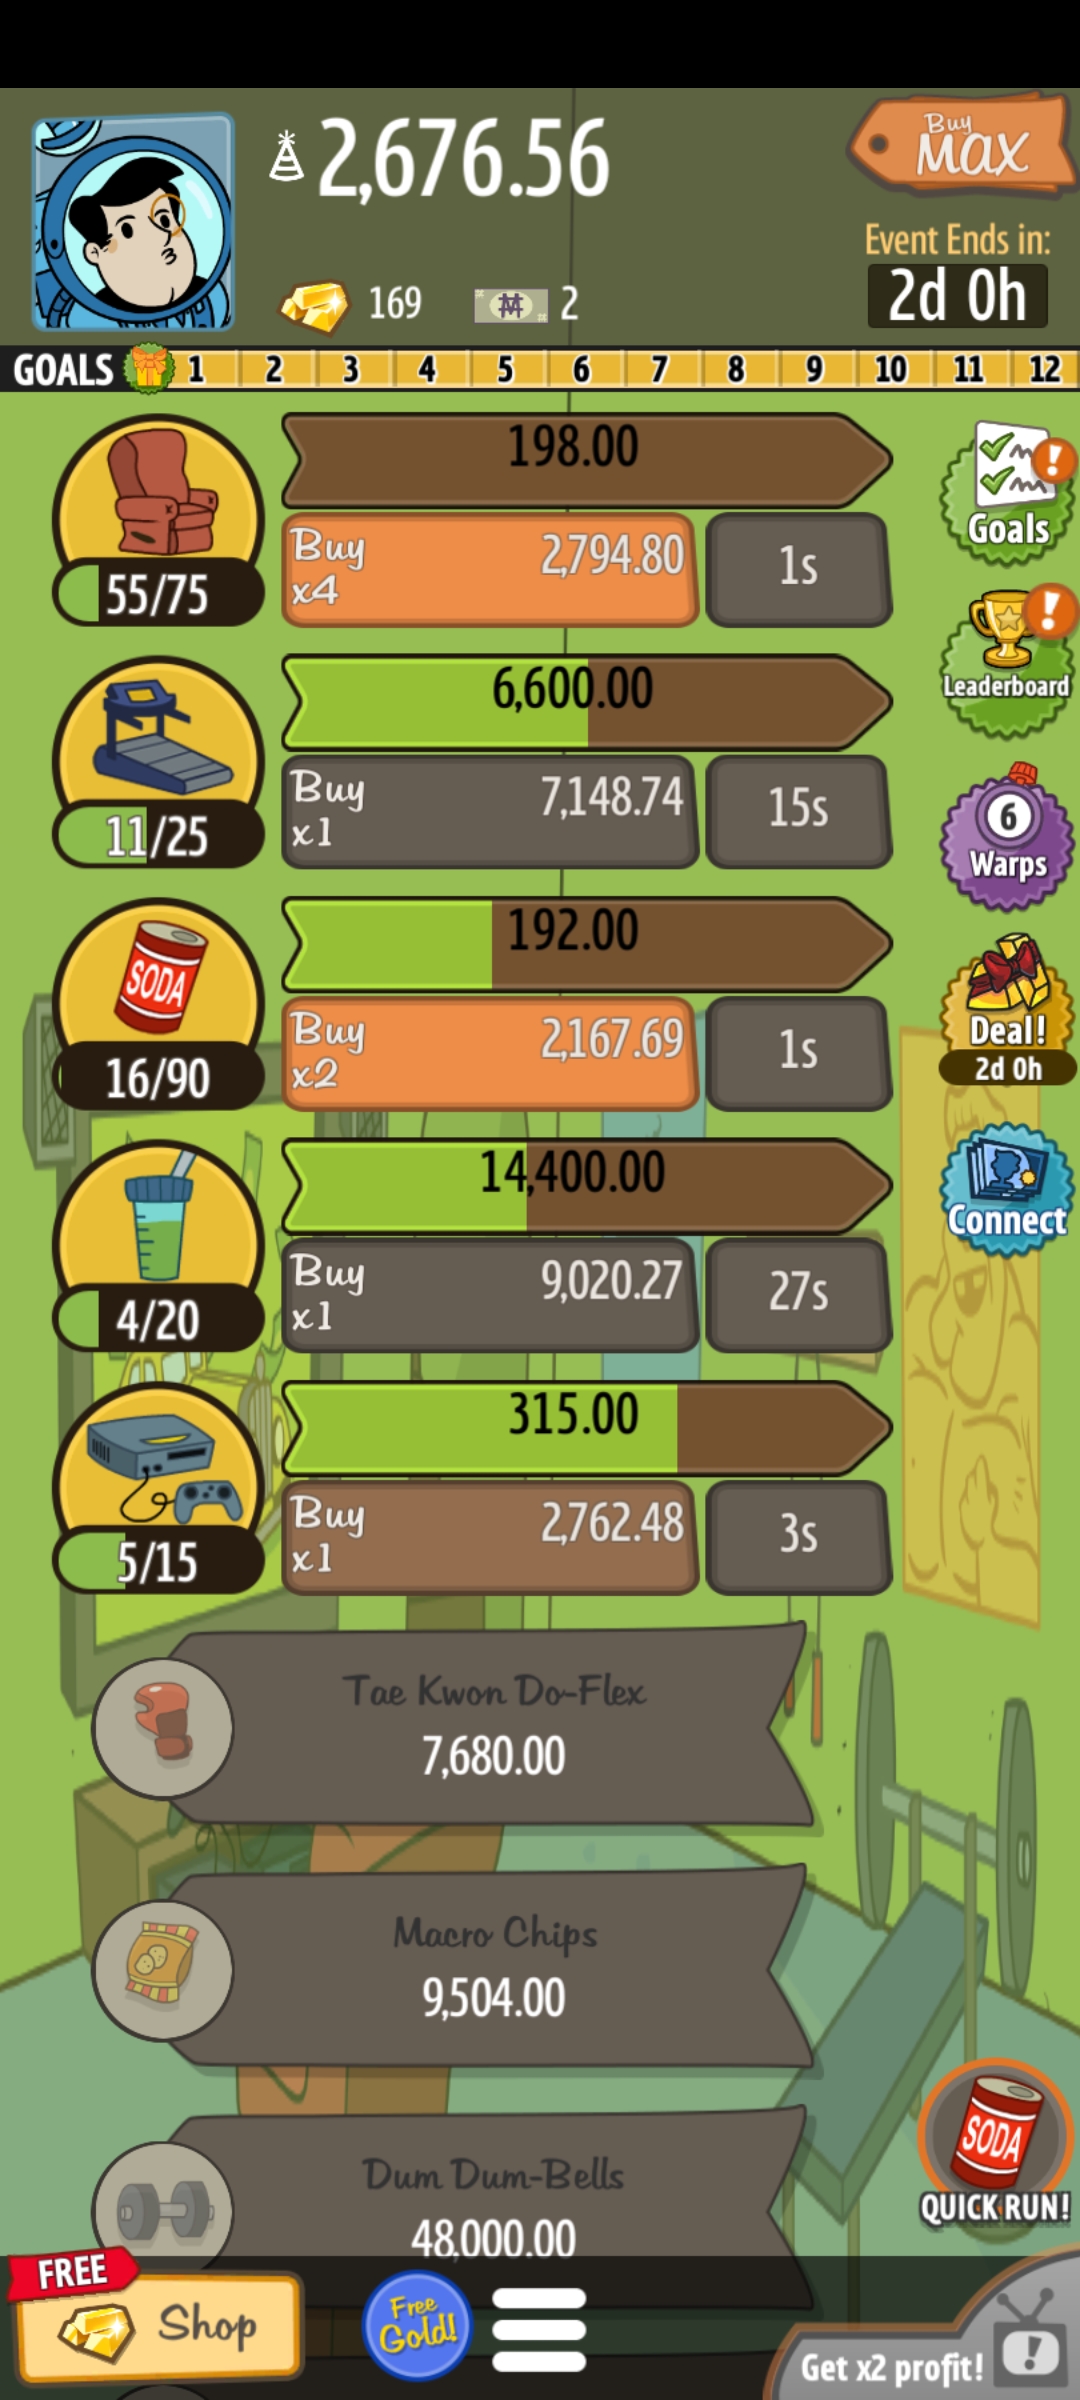 2,676.56
Buy
MAX
Event Ends in:
2d 0h
169
2
GOALS 1 2 3 4 5 6 7 8 9 10 11 12
198.00
Buy
x4
2,794.80
1s
55/75
Goals
6,600.00
Buy
x1
7,148.74
15s
11/25
Leaderboard
192.00
SODA
Buy
x2
2,167.69
1s
16/90
6
Warps
14,400.00
Buy
x1
9,020.27
27s
4/20
Deal!
2d 0h
315.00
Buy
x1
2,762.48
3s
5/15
Connect
Tae Kwon Do-Flex
7,680.00
Macro Chips
9,504.00
Dum Dum-Bells
48,000.00
SODA
QUICK RUN!
FREE
Shop
Free
Gold!
Get x2 profit!